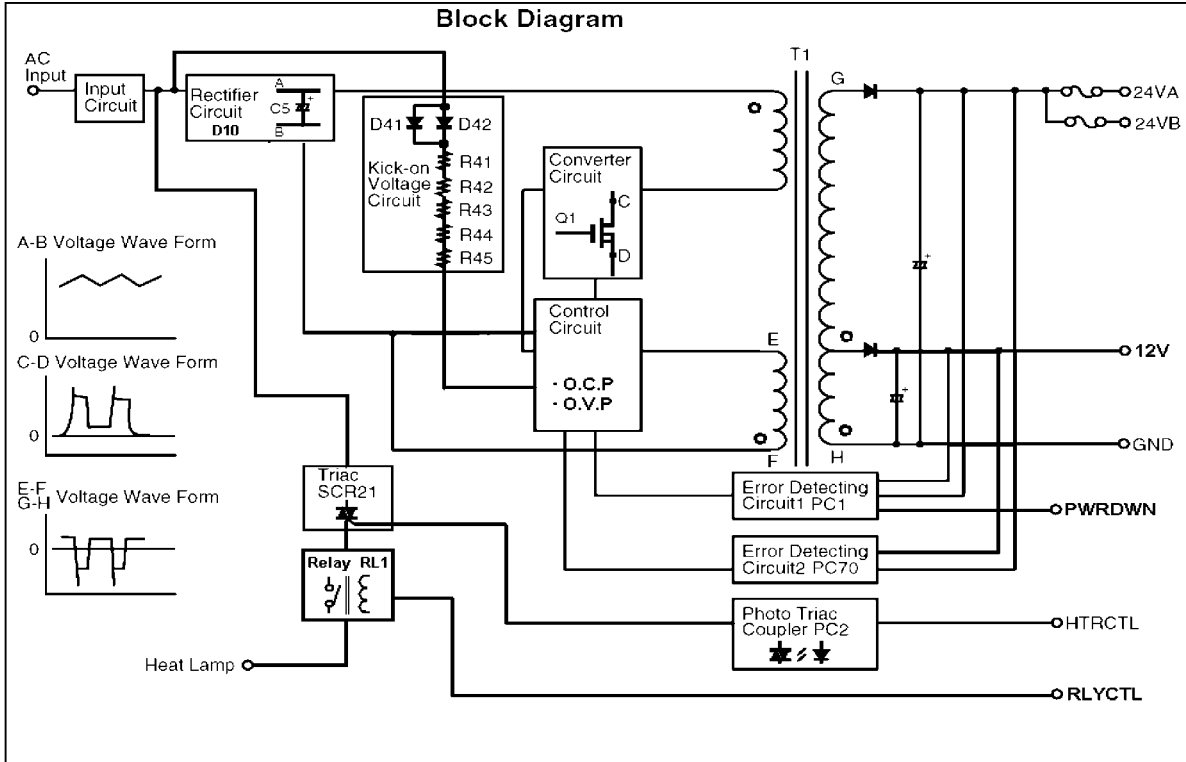 Block Diagram
AC
Input
Input
Circuit
Rectifier
Circuit
D10
A
C5
+
B
D41
D42
Kick-on
Voltage
Circuit
R41
R42
R43
R44
R45
Converter
Circuit
Q1
C
D
Control
Circuit
- O.C.P
- O.V.P
T1
G
E
F
H
+
+
24VA
24VB
12V
GND
A-B Voltage Wave Form
0
C-D Voltage Wave Form
0
E-F
G-H Voltage Wave Form
0
Triac
SCR21
Relay RL1
Heat Lamp
Error Detecting
Circuit1 PC1
Error Detecting
Circuit2 PC70
Photo Triac
Coupler PC2
PWRDWN
HTRCTL
RLYCTL